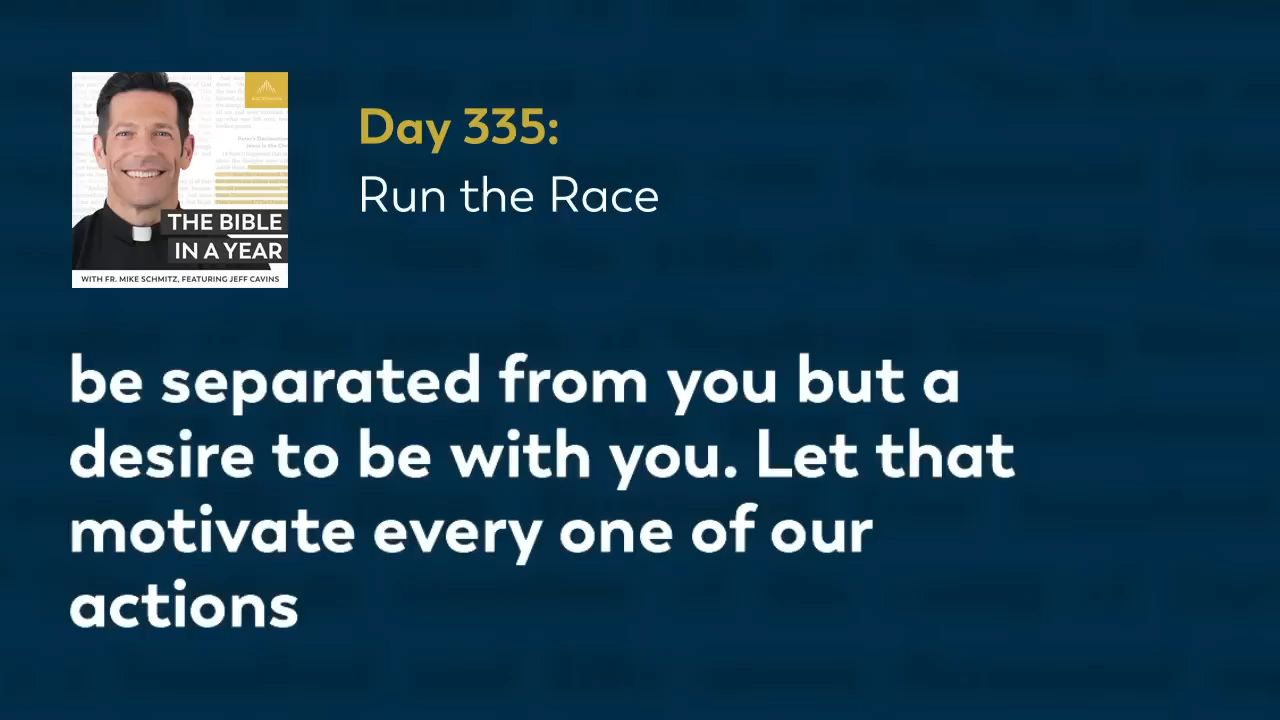 Day 335:
Run the Race
THE BIBLE
IN A YEAR
WITH FR. MIKE SCHMITZ, FEATURING JEFF CAVINS
be separated from you but a
desire to be with you. Let that
motivate every one of our
actions